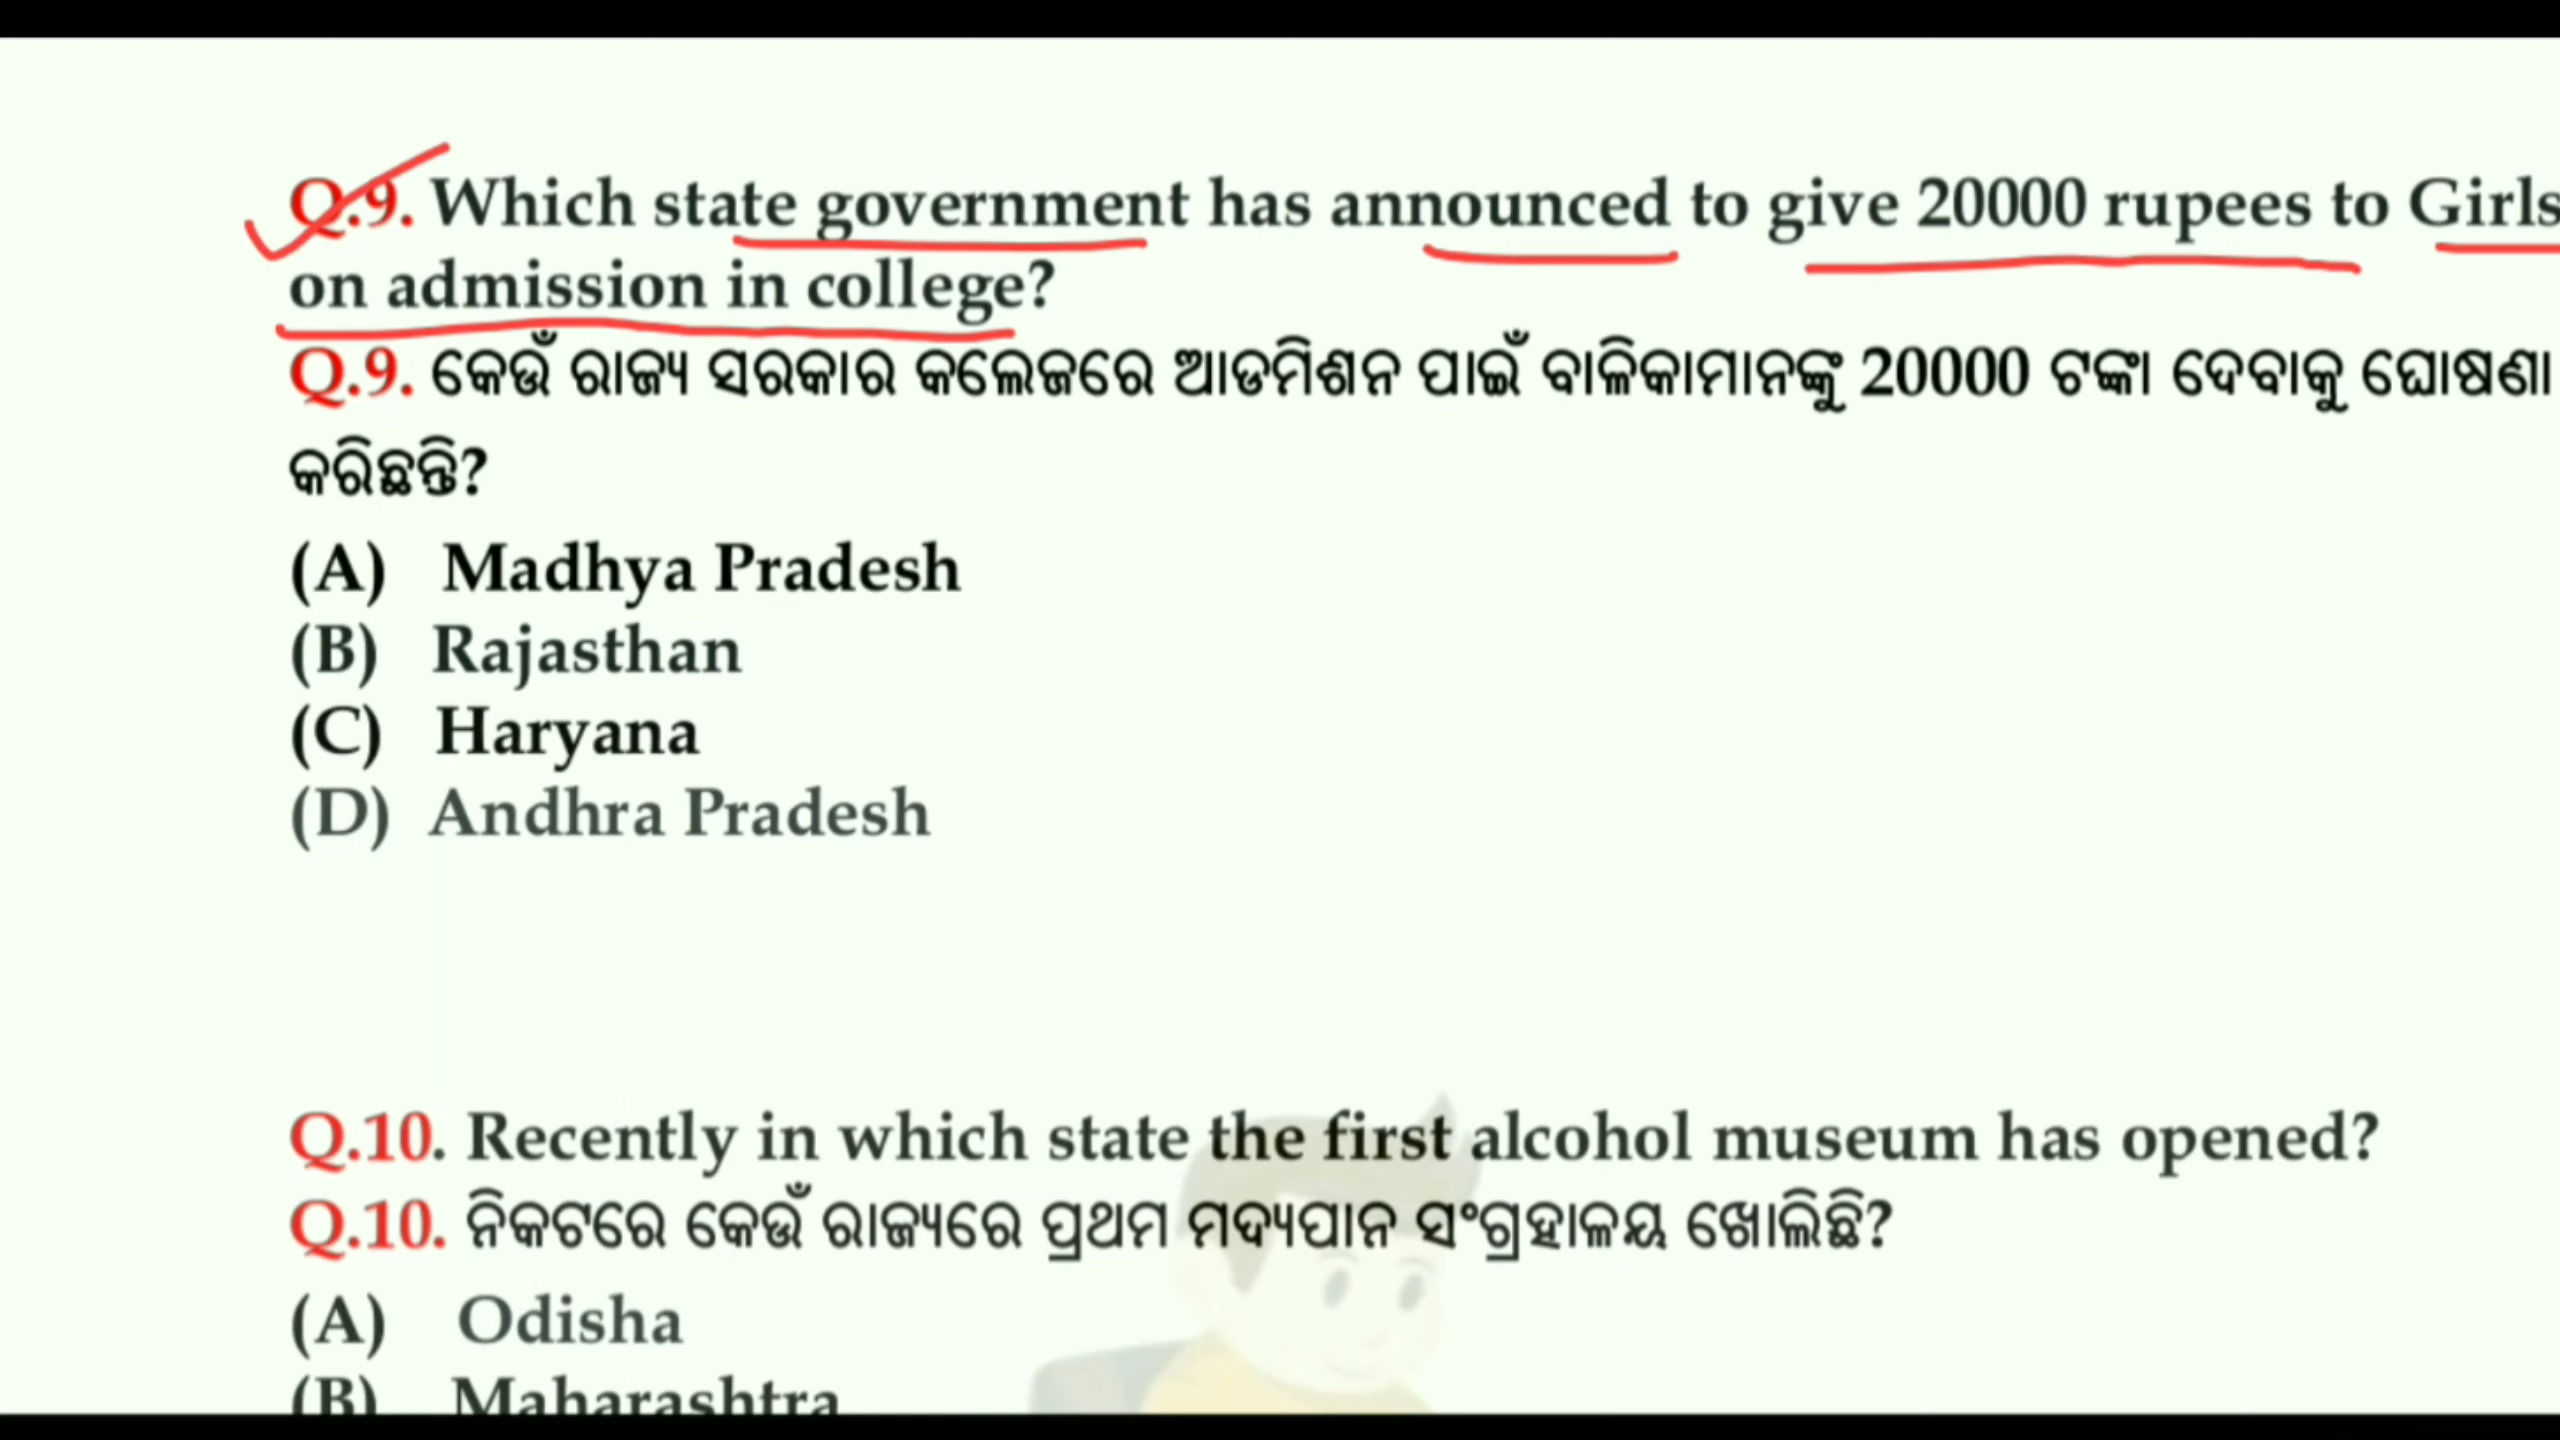 Q.9. Which state government has announced to give 20000 rupees to Girls
on admission in college?
Q.9. କେଉଁ ରାଜ୍ୟ ସରକାର କଲେଜରେ ଆଡମିଶନ ପାଇଁ ବାଳିକାମାନଙ୍କୁ 20000 ଟଙ୍କା ଦେବାକୁ ଘୋଷଣା
କରିଛନ୍ତି?
(A) Madhya Pradesh
(B) Rajasthan
(C) Haryana
(D) Andhra Pradesh
Q.10. Recently in which state the first alcohol museum has opened?
Q.10. ନିକଟରେ କେଉଁ ରାଜ୍ୟରେ ପ୍ରଥମ ମଦ୍ୟପାନ ସଂଗ୍ରହାଳୟ ଖୋଲିଛି?
(A) Odisha
(B) Maharashtra